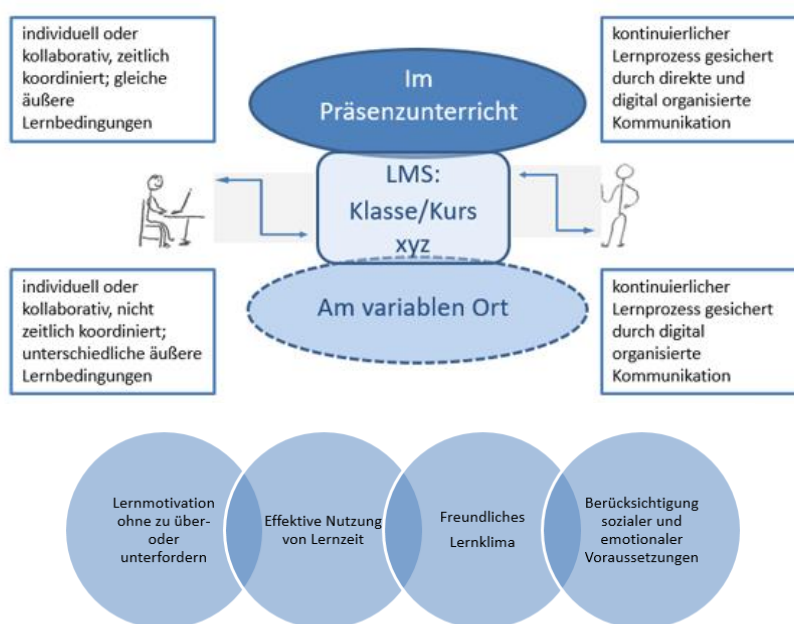 individuell oder
kollaborativ, zeitlich
koordiniert; gleiche
äußere
Lernbedingungen
Im
Präsenzunterricht
kontinuierlicher
Lernprozess gesichert
durch direkte und
digital organisierte
Kommunikation
LMS:
Klasse/Kurs
xyz
individuell oder
kollaborativ, nicht
zeitlich koordiniert;
unterschiedliche äußere
Lernbedingungen
Am variablen Ort
kontinuierlicher
Lernprozess gesichert
durch digital
organisierte
Kommunikation
Lernmotivation
ohne zu über-
oder
unterfordern
Effektive Nutzung
von Lernzeit
Freundliches
Lernklima
Berücksichtigung
sozialer und
emotionaler
Voraussetzungen